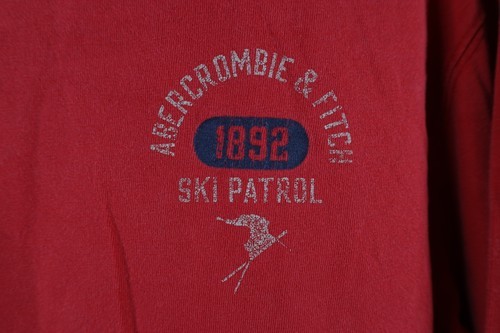 ABERCROMBIE & FITCH
1892
SKI PATROL